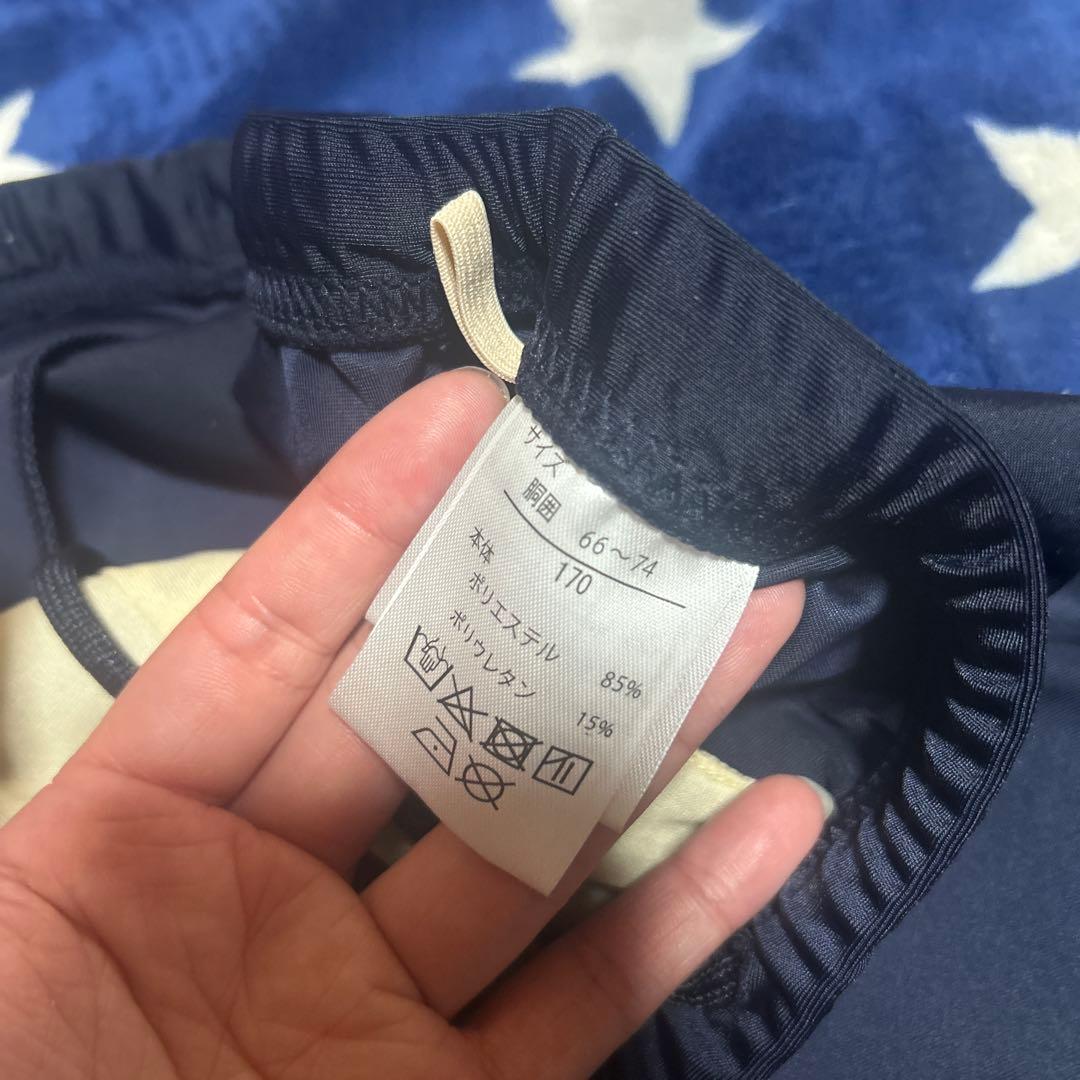 サイズ
胴囲 66～74
170
本体
ポリエステル 85%
ポリウレタン 15%